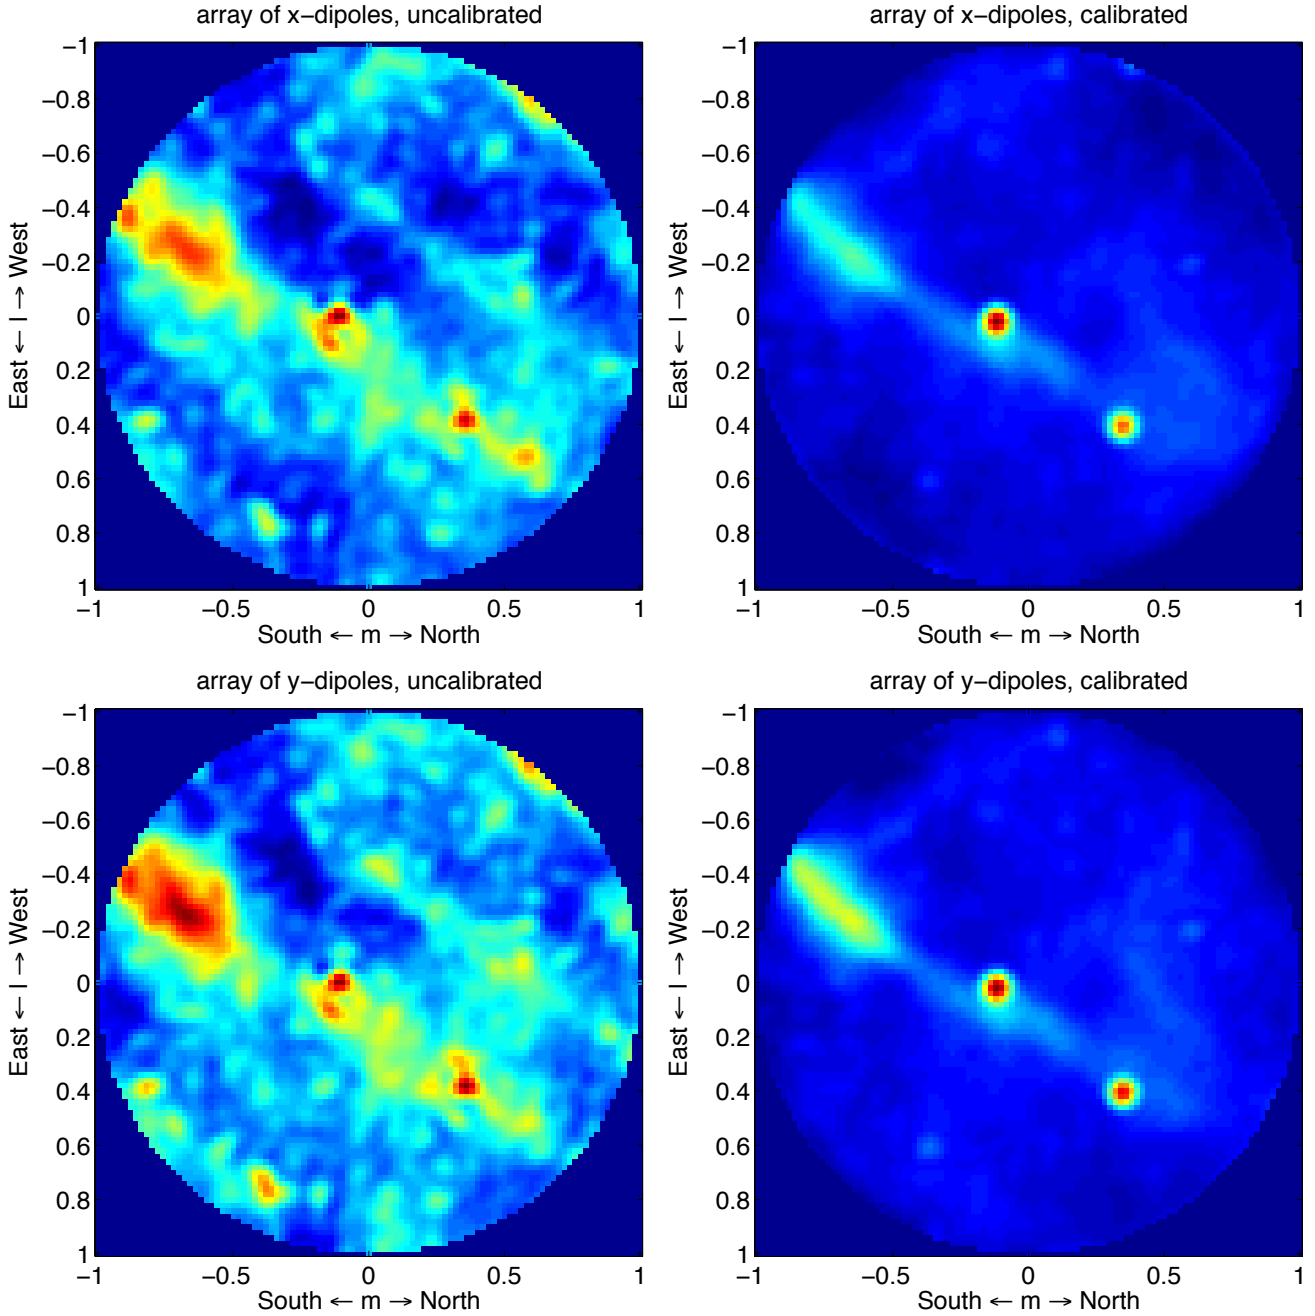 array of x−dipoles, uncalibrated
array of x−dipoles, calibrated
−1
−0.8
−0.6
−0.4
−0.2
0
0.2
0.4
0.6
0.8
1
East ← l → West
−1 −0.5 0 0.5 1
South ← m → North
−1
−0.8
−0.6
−0.4
−0.2
0
0.2
0.4
0.6
0.8
1
East ← l → West
−1 −0.5 0 0.5 1
South ← m → North
array of y−dipoles, uncalibrated
array of y−dipoles, calibrated
−1
−0.8
−0.6
−0.4
−0.2
0
0.2
0.4
0.6
0.8
1
East ← l → West
−1 −0.5 0 0.5 1
South ← m → North
−1
−0.8
−0.6
−0.4
−0.2
0
0.2
0.4
0.6
0.8
1
East ← l → West
−1 −0.5 0 0.5 1
South ← m → North